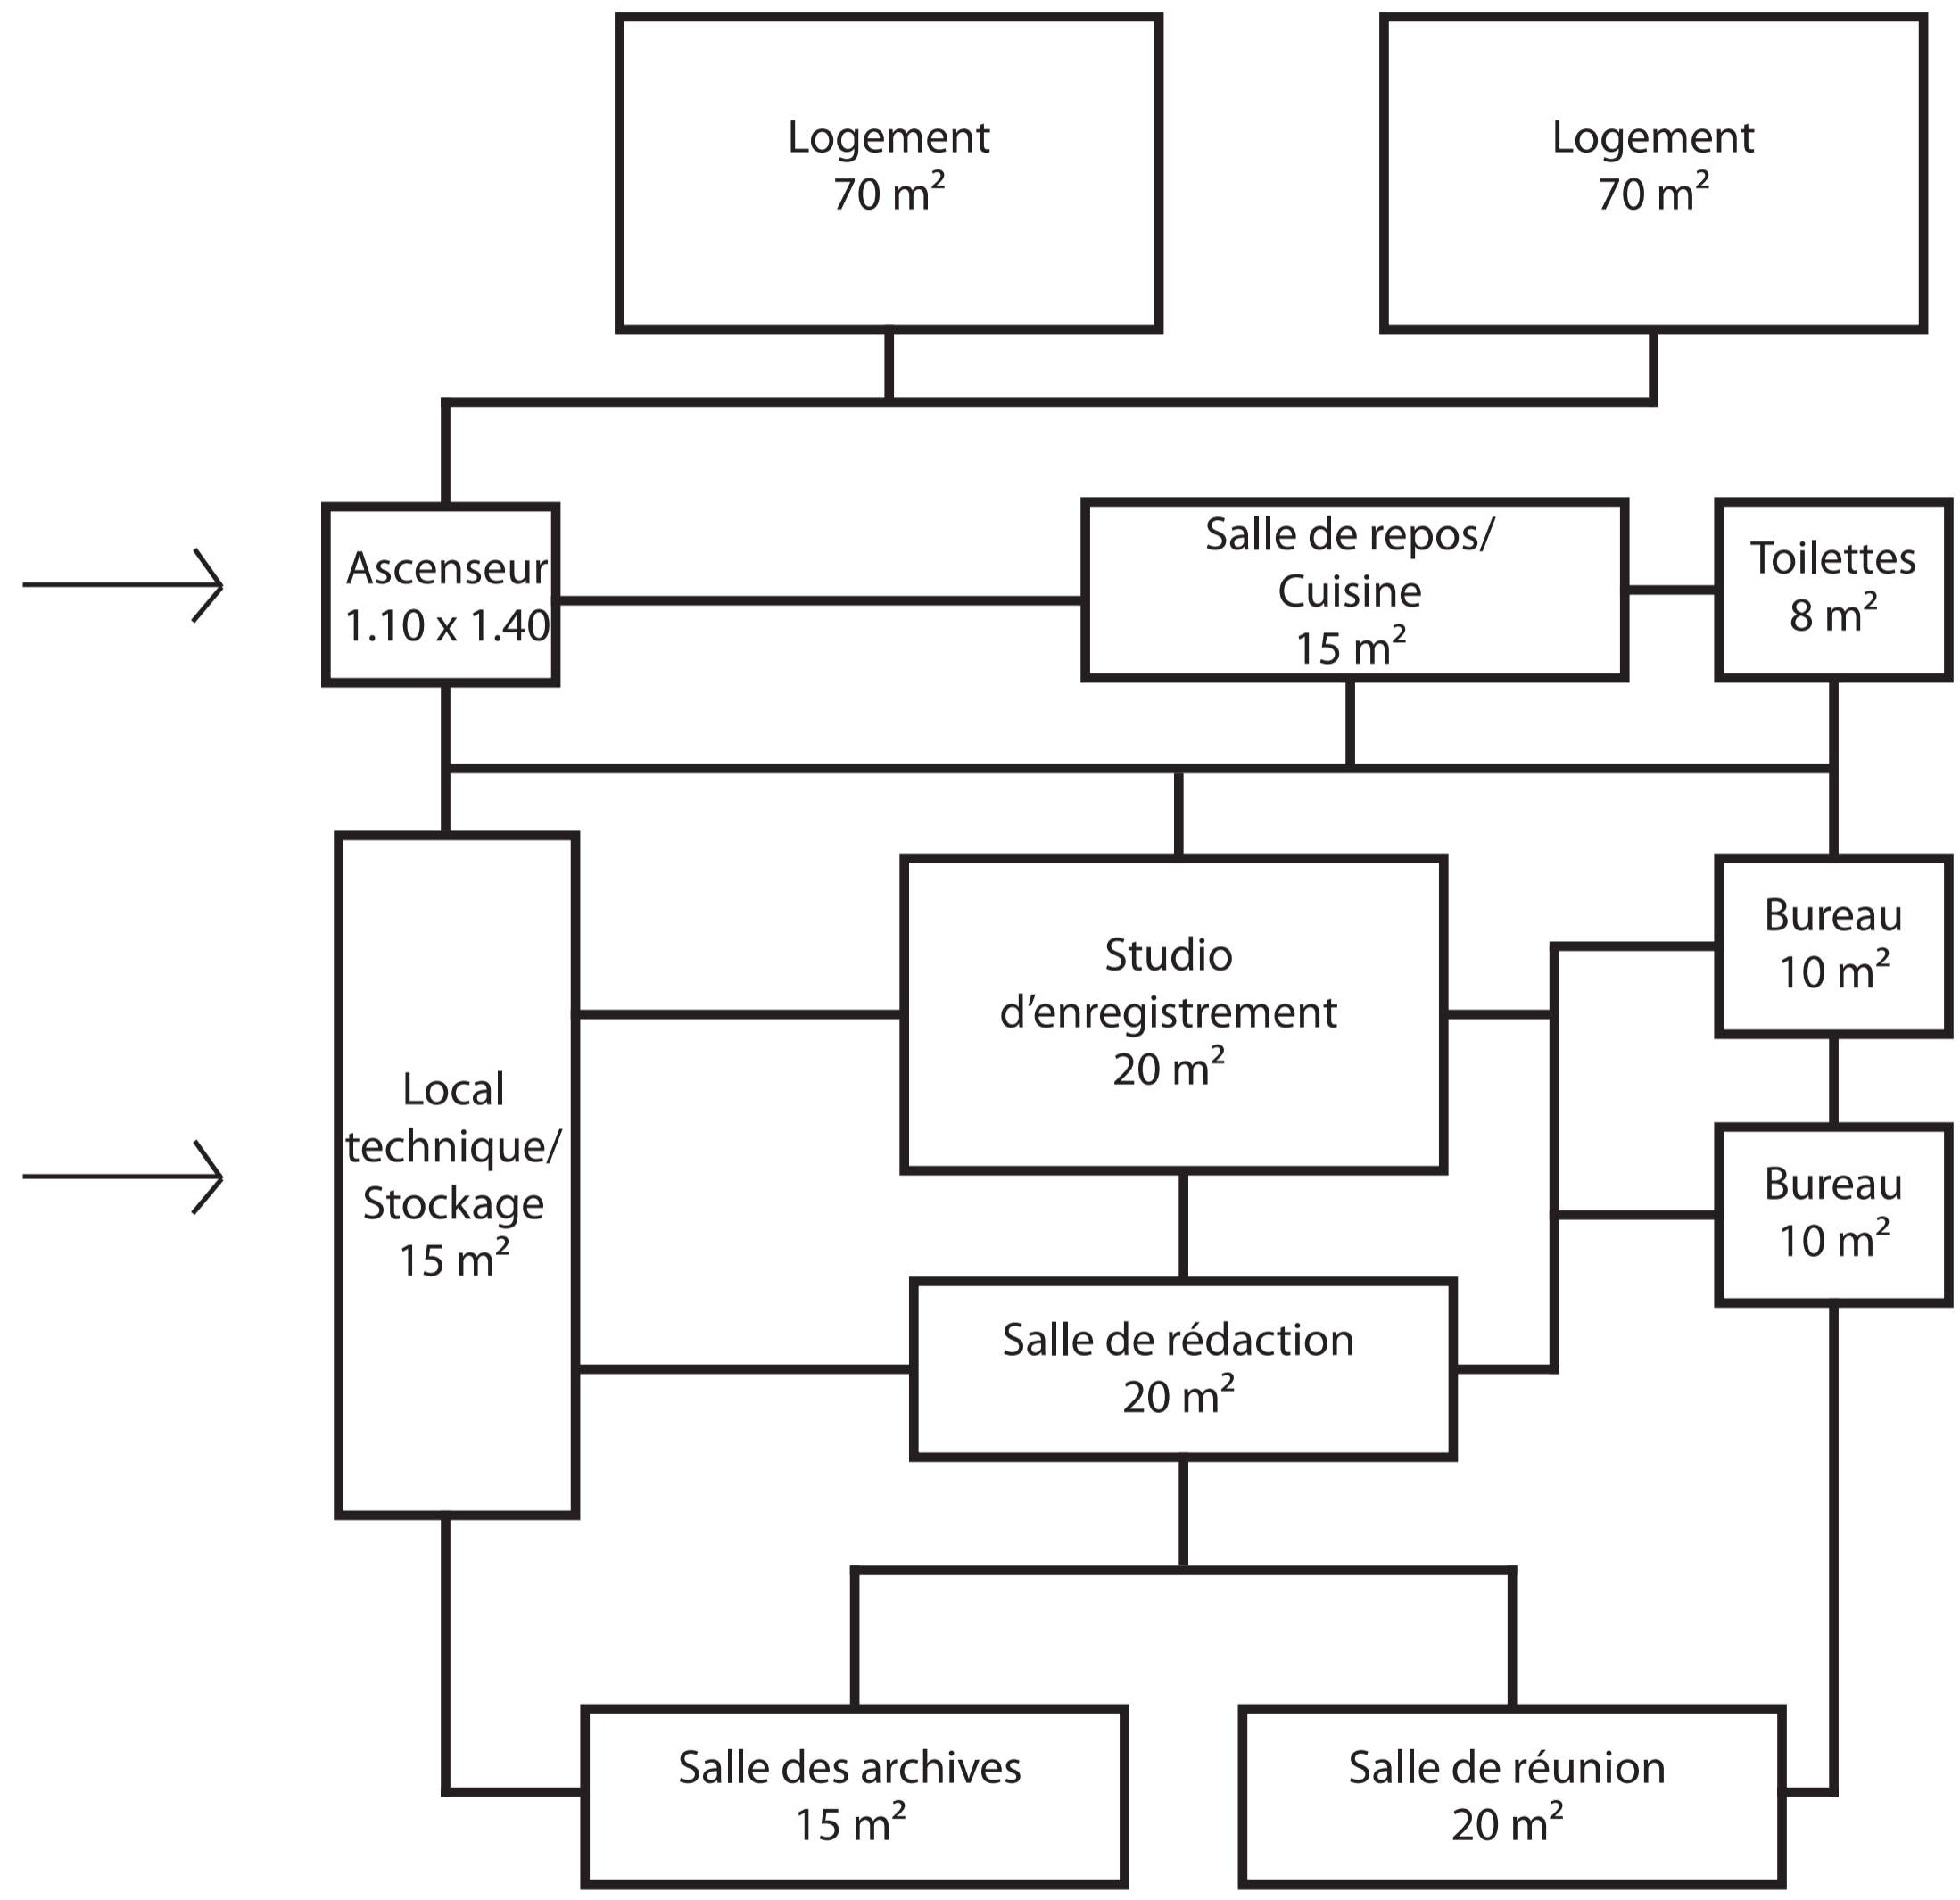 Logement
70 m²
Logement
70 m²
Ascenseur
1.10 x 1.40
Salle de repos/
Cuisine
15 m²
Toilettes
8 m²
Local
technique/
Stockage
15 m²
Studio
d'enregistrement
20 m²
Bureau
10 m²
Bureau
10 m²
Salle de rédaction
20 m²
Salle des archives
15 m²
Salle de réunion
20 m²